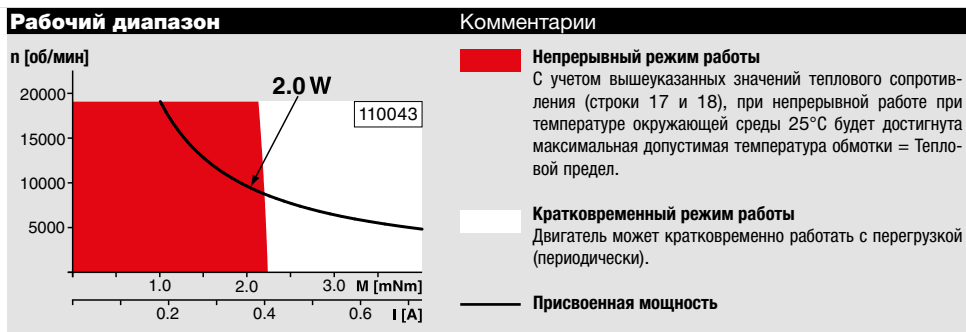 Рабочий диапазон
Комментарии
n [об/мин]
20000
15000
10000
5000
2.0 W
110043
1.0 2.0 3.0 M [mNm]
0.2 0.4 0.6 I [A]
Непрерывный режим работы
С учетом вышеуказанных значений теплового сопротив-
ления (строки 17 и 18), при непрерывной работе при
температуре окружающей среды 25°C будет достигнута
максимальная допустимая температура обмотки = Тепло-
вой предел.
Кратковременный режим работы
Двигатель может кратковременно работать с перегрузкой
(периодически).
Присвоенная мощность